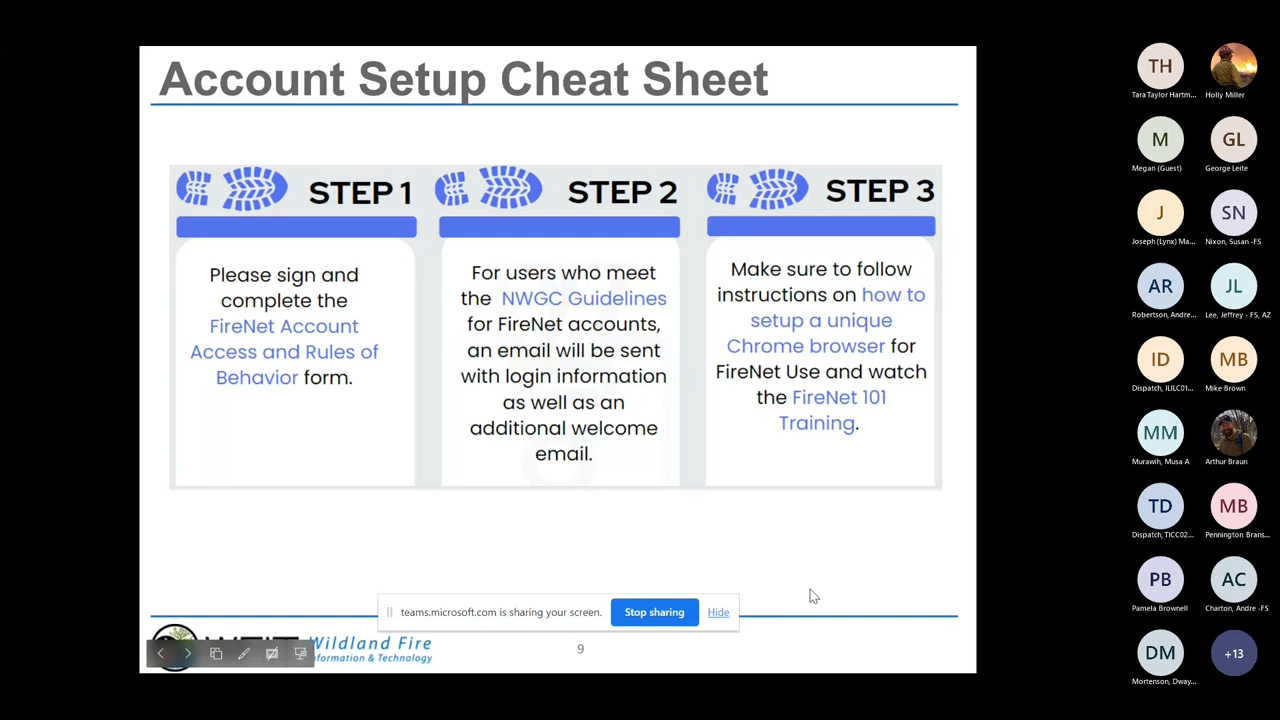 Account Setup Cheat Sheet
STEP 1
Please sign and
complete the
FireNet Account
Access and Rules of
Behavior form.
STEP 2
For users who meet
the NWGC Guidelines
for FireNet accounts,
an email will be sent
with login information
as well as an
additional welcome
email.
STEP 3
Make sure to follow
instructions on how to
setup a unique
Chrome browser for
FireNet Use and watch
the FireNet 101
Training.
teams.microsoft.com is sharing your screen.
Stop sharing
Hide
Wildland Fire
Information & Technology
9
TH
Tara Taylor Hartm...
Holly Miller
M
Megan (Guest)
GL
George Leite
J
Joseph (Lynx) Ma...
SN
Nixon, Susan -FS
AR
Robertson, Andre...
JL
Lee, Jeffrey - FS, AZ
ID
Dispatch, ILILC01...
MB
Mike Brown
MM
Murawih, Musa A
Arthur Braun
TD
Dispatch, TICC02...
MB
Pennington Brans...
PB
Pamela Brownell
AC
Charton, Andre -FS
DM
Mortenson, Dway...
+13